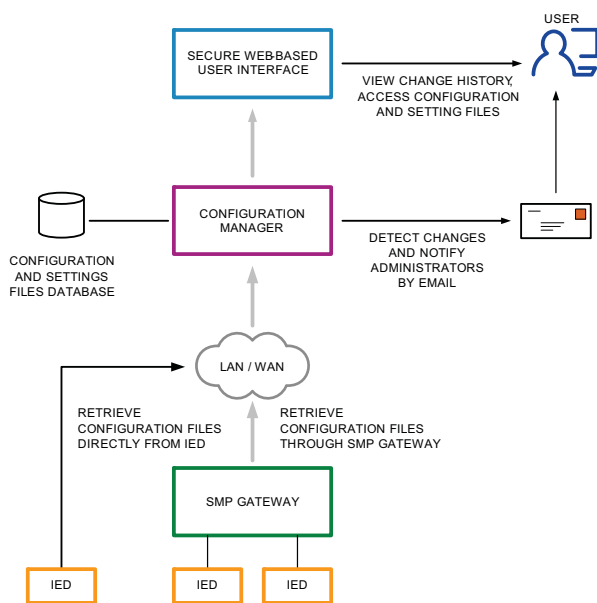 USER
SECURE WEB-BASED
USER INTERFACE
VIEW CHANGE HISTORY,
ACCESS CONFIGURATION
AND SETTING FILES
CONFIGURATION
MANAGER
CONFIGURATION
AND SETTINGS
FILES DATABASE
DETECT CHANGES
AND NOTIFY
ADMINISTRATORS
BY EMAIL
LAN / WAN
RETRIEVE
CONFIGURATION FILES
DIRECTLY FROM IED
RETRIEVE
CONFIGURATION FILES
THROUGH SMP GATEWAY
SMP GATEWAY
IED
IED
IED